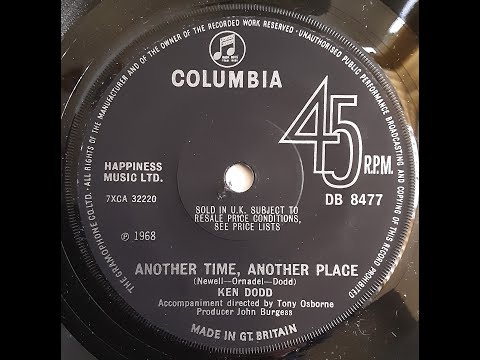 THE GRAMOPHONE CO. LTD. · ALL RIGHTS OF THE MANUFACTURER AND OF THE OWNER OF THE RECORDED WORK RESERVED · UNAUTHORISED PUBLIC PERFORMANCE BROADCASTING AND COPYING OF THIS RECORD PROHIBITED
COLUMBIA
45
R.P.M.
HAPPINESS
MUSIC LTD.
7XCA 32220
DB 8477
SOLD IN U.K. SUBJECT TO
RESALE PRICE CONDITIONS,
SEE PRICE LISTS
℗ 1968
ANOTHER TIME, ANOTHER PLACE
(Newell—Ornadel—Dodd)
KEN DODD
Accompaniment directed by Tony Osborne
Producer John Burgess
MADE IN GT. BRITAIN